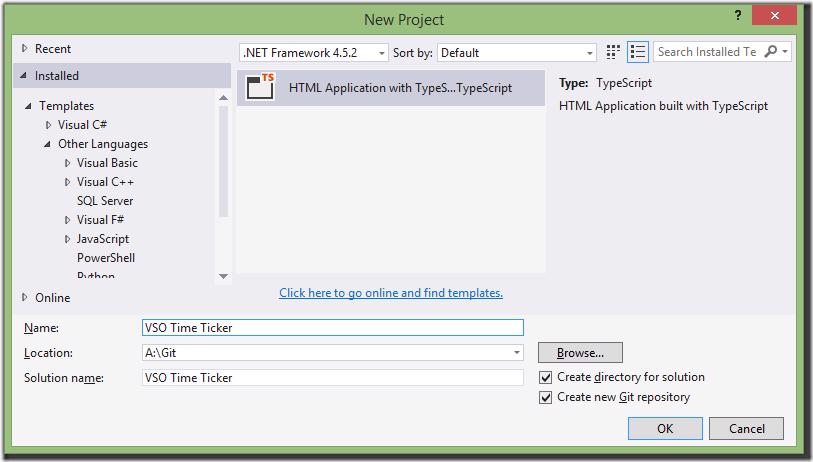 New Project
?
Recent
Installed
Templates
Visual C#
Other Languages
Visual Basic
Visual C++
SQL Server
Visual F#
JavaScript
PowerShell
Python
Online
.NET Framework 4.5.2
Sort by: Default
Search Installed Te
TS
HTML Application with TypeS...TypeScript
Type: TypeScript
HTML Application built with TypeScript
Click here to go online and find templates.
Name: VSO Time Ticker
Location: A:\Git
Browse...
Solution name: VSO Time Ticker
Create directory for solution
Create new Git repository
OK
Cancel